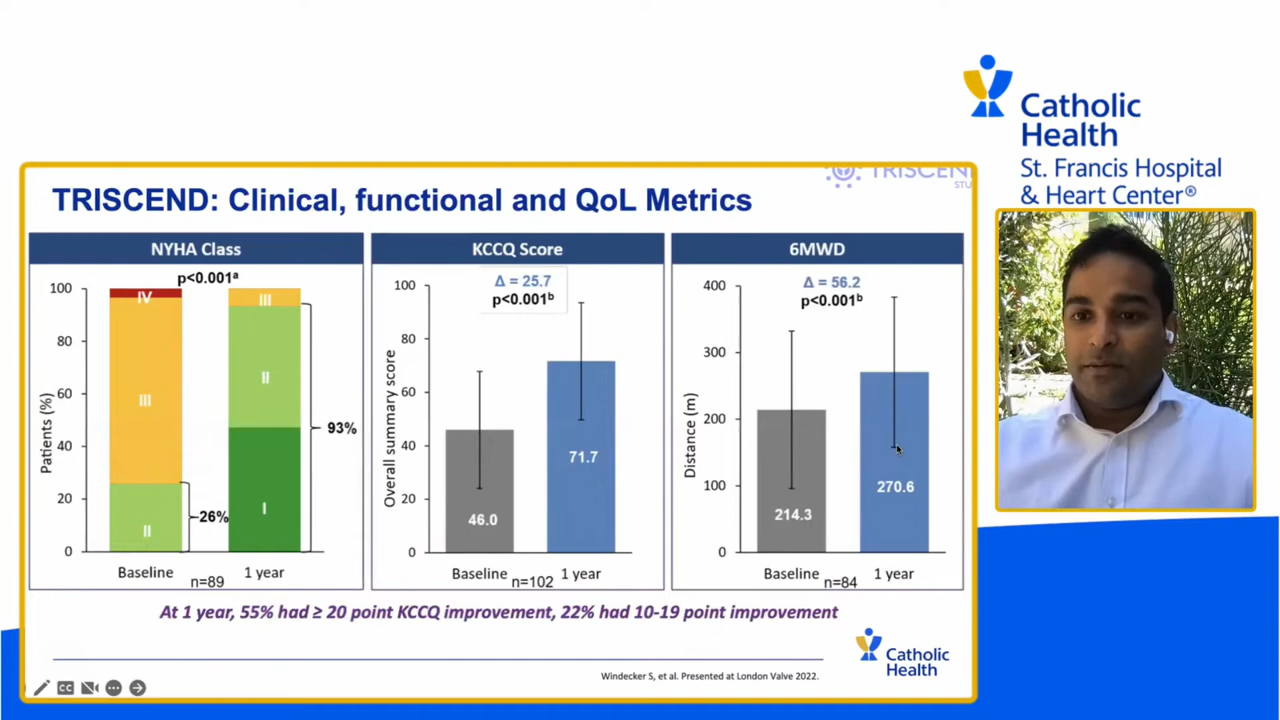 Catholic
Health
St. Francis Hospital
& Heart Center®
TRISCEND
TRISCEND: Clinical, functional and QoL Metrics
NYHA Class
p<0.001ᵃ
Patients (%)
100
80
60
40
20
0
IV
III
II
26%
III
II
I
93%
Baseline
n=89
1 year
KCCQ Score
Δ = 25.7
p<0.001ᵇ
Overall summary score
100
80
60
40
20
0
46.0
71.7
Baseline
n=102
1 year
6MWD
Δ = 56.2
p<0.001ᵇ
Distance (m)
400
300
200
100
0
214.3
270.6
Baseline
n=84
1 year
At 1 year, 55% had ≥ 20 point KCCQ improvement, 22% had 10-19 point improvement
Catholic
Health
Windecker S, et al. Presented at London Valve 2022.
CC